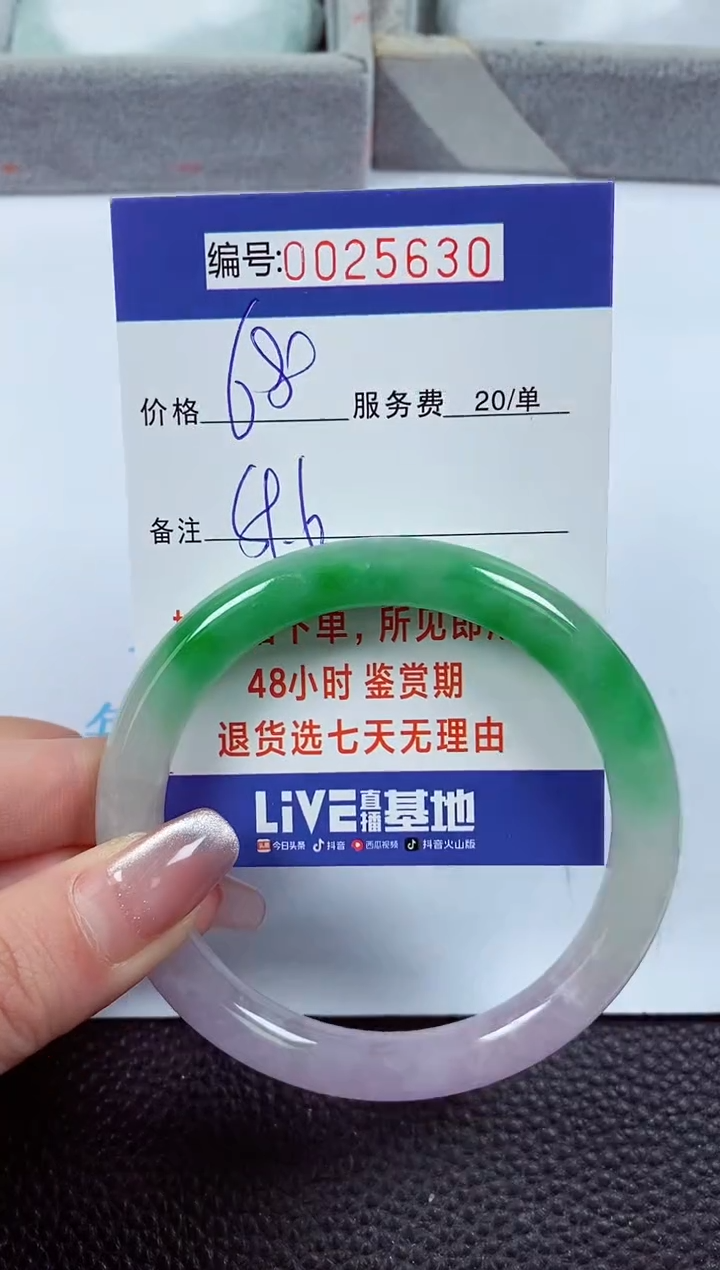 编号:0025630
价格 68 服务费 20/单
备注
下单，所见即
48小时 鉴赏期
退货选七天无理由
LiVE直播基地
今日头条 抖音 西瓜视频 抖音火山版